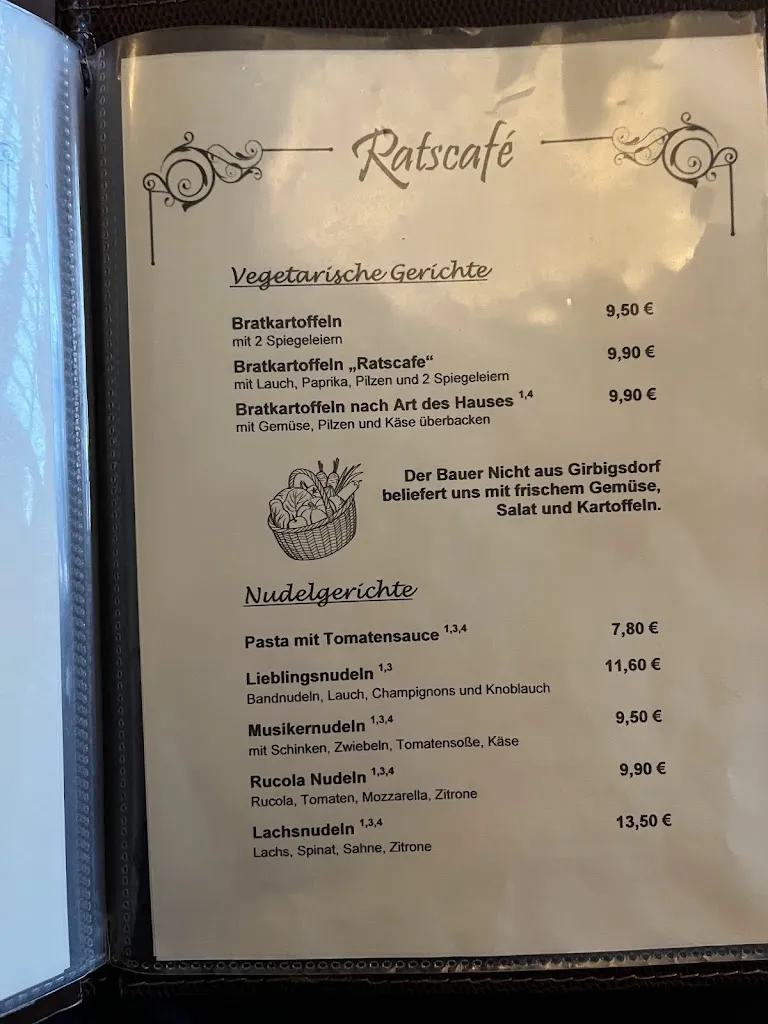 Ratscafé
Vegetarische Gerichte
Bratkartoffeln 9,50 €
mit 2 Spiegeleiern
Bratkartoffeln „Ratscafe“ 9,90 €
mit Lauch, Paprika, Pilzen und 2 Spiegeleiern
Bratkartoffeln nach Art des Hauses 1,4 9,90 €
mit Gemüse, Pilzen und Käse überbacken
Der Bauer Nicht aus Girbigsdorf
beliefert uns mit frischem Gemüse,
Salat und Kartoffeln.
Nudelgerichte
Pasta mit Tomatensauce 1,3,4 7,80 €
Lieblingsnudeln 1,3 11,60 €
Bandnudeln, Lauch, Champignons und Knoblauch
Musikernudeln 1,3,4 9,50 €
mit Schinken, Zwiebeln, Tomatensoße, Käse
Rucola Nudeln 1,3,4 9,90 €
Rucola, Tomaten, Mozzarella, Zitrone
Lachsnudeln 1,3,4 13,50 €
Lachs, Spinat, Sahne, Zitrone